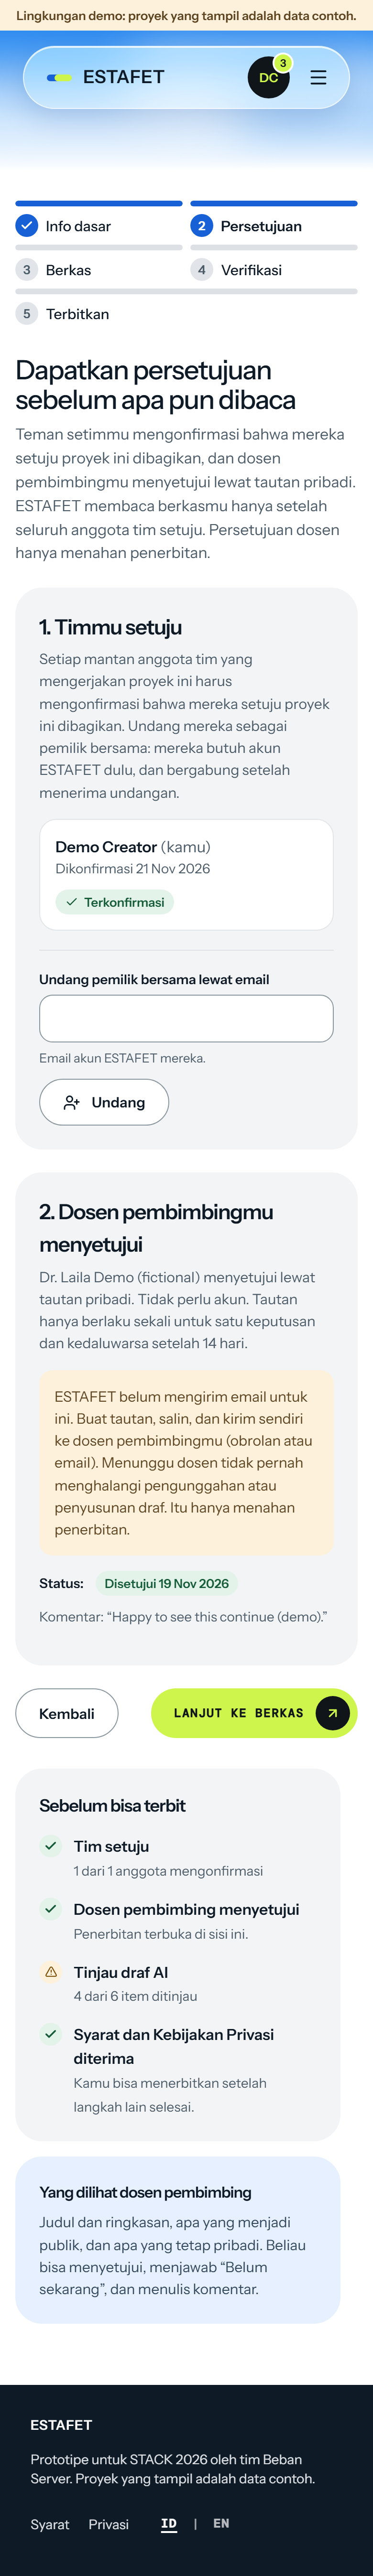 Lingkungan demo: proyek yang tampil adalah data contoh.
ESTAFET
DC
3
Info dasar
2
Persetujuan
3
Berkas
4
Verifikasi
5
Terbitkan
Dapatkan persetujuan
sebelum apa pun dibaca
Teman setimmu mengonfirmasi bahwa mereka
setuju proyek ini dibagikan, dan dosen
pembimbingmu menyetujui lewat tautan pribadi.
ESTAFET membaca berkasmu hanya setelah
seluruh anggota tim setuju. Persetujuan dosen
hanya menahan penerbitan.
1. Timmu setuju
Setiap mantan anggota tim yang
mengerjakan proyek ini harus
mengonfirmasi bahwa mereka setuju proyek
ini dibagikan. Undang mereka sebagai
pemilik bersama: mereka butuh akun
ESTAFET dulu, dan bergabung setelah
menerima undangan.
Demo Creator (kamu)
Dikonfirmasi 21 Nov 2026
Terkonfirmasi
Undang pemilik bersama lewat email
Email akun ESTAFET mereka.
Undang
2. Dosen pembimbingmu
menyetujui
Dr. Laila Demo (fictional) menyetujui lewat
tautan pribadi. Tidak perlu akun. Tautan
hanya berlaku sekali untuk satu keputusan
dan kedaluwarsa setelah 14 hari.
ESTAFET belum mengirim email untuk
ini. Buat tautan, salin, dan kirim sendiri
ke dosen pembimbingmu (obrolan atau
email). Menunggu dosen tidak pernah
menghalangi pengunggahan atau
penyusunan draf. Itu hanya menahan
penerbitan.
Status: Disetujui 19 Nov 2026
Komentar: “Happy to see this continue (demo).”
Kembali
LANJUT KE BERKAS
Sebelum bisa terbit
Tim setuju
1 dari 1 anggota mengonfirmasi
Dosen pembimbing menyetujui
Penerbitan terbuka di sisi ini.
Tinjau draf AI
4 dari 6 item ditinjau
Syarat dan Kebijakan Privasi
diterima
Kamu bisa menerbitkan setelah
langkah lain selesai.
Yang dilihat dosen pembimbing
Judul dan ringkasan, apa yang menjadi
publik, dan apa yang tetap pribadi. Beliau
bisa menyetujui, menjawab “Belum
sekarang”, dan menulis komentar.
ESTAFET
Prototipe untuk STACK 2026 oleh tim Beban
Server. Proyek yang tampil adalah data contoh.
Syarat Privasi ID | EN